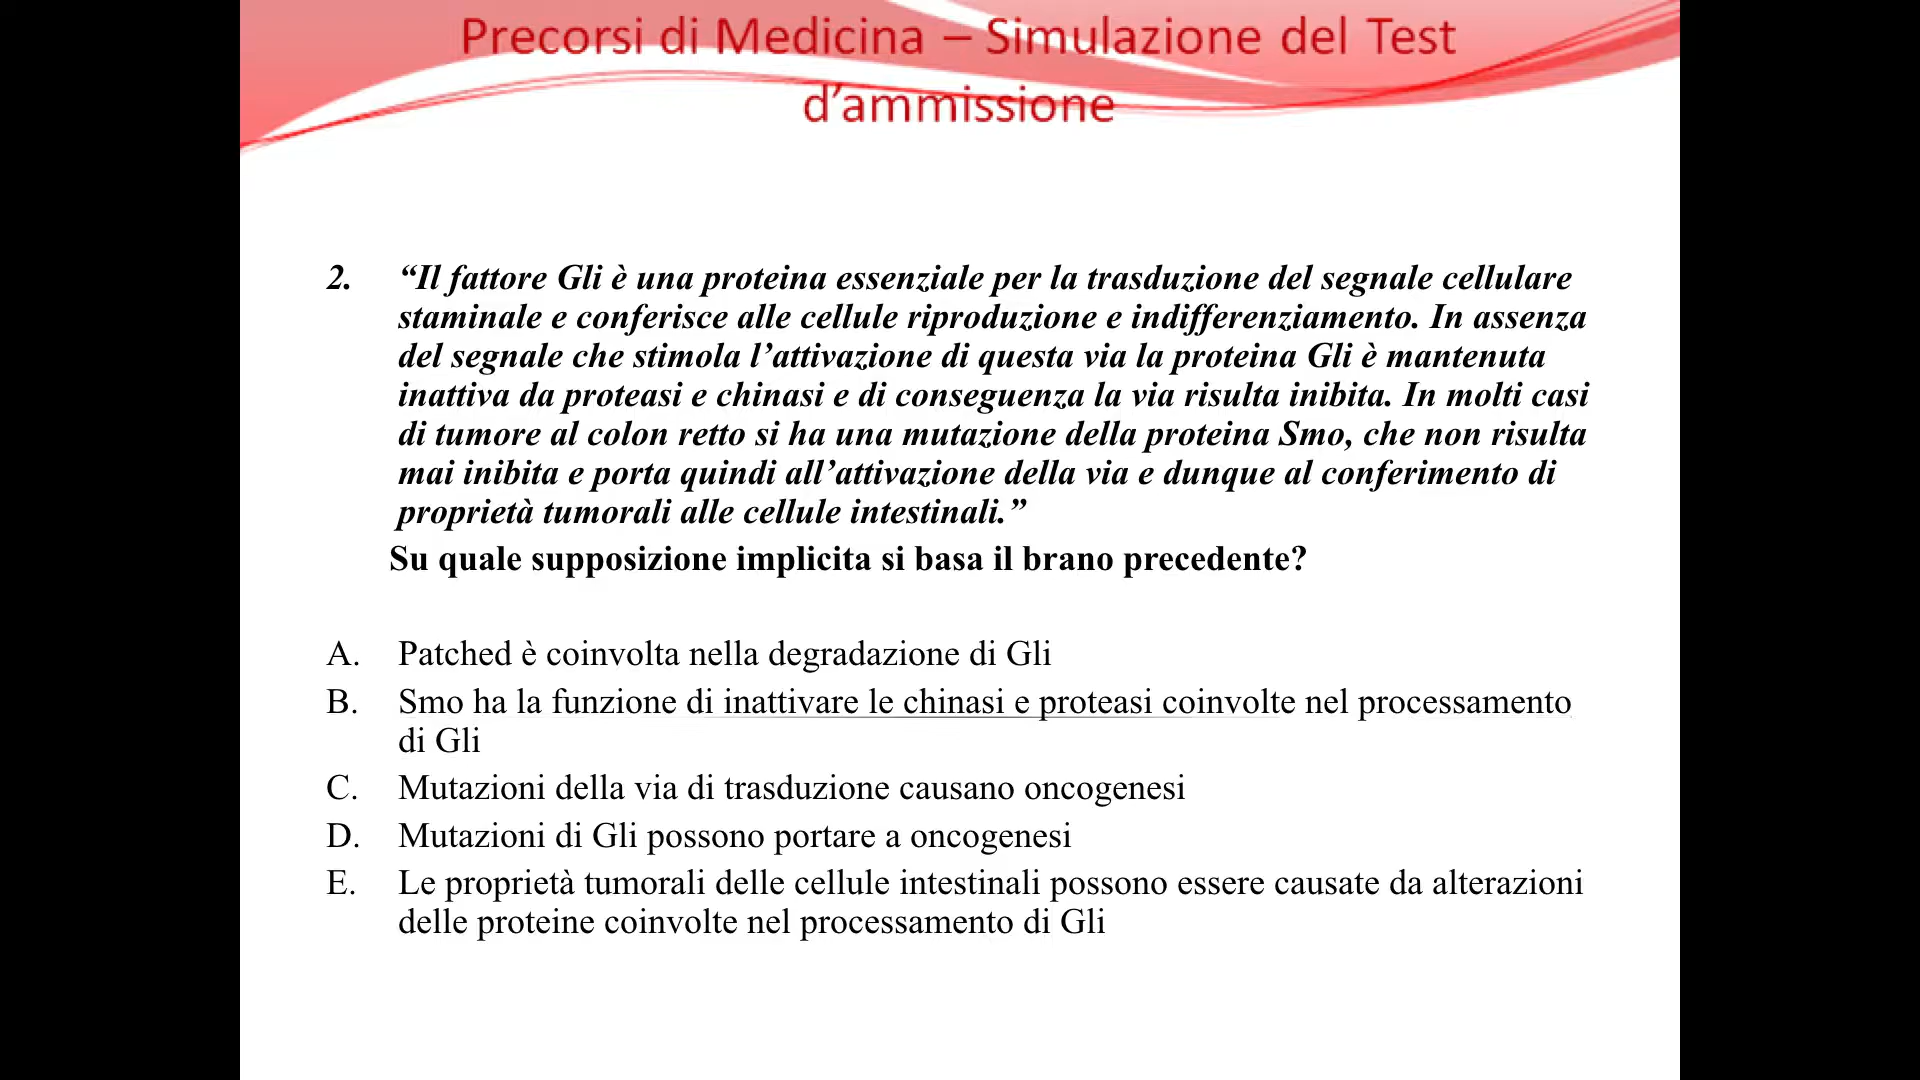 Precorsi di Medicina – Simulazione del Test
d’ammissione
2. “Il fattore Gli è una proteina essenziale per la trasduzione del segnale cellulare
staminale e conferisce alle cellule riproduzione e indifferenziamento. In assenza
del segnale che stimola l’attivazione di questa via la proteina Gli è mantenuta
inattiva da proteasi e chinasi e di conseguenza la via risulta inibita. In molti casi
di tumore al colon retto si ha una mutazione della proteina Smo, che non risulta
mai inibita e porta quindi all’attivazione della via e dunque al conferimento di
proprietà tumorali alle cellule intestinali.”
Su quale supposizione implicita si basa il brano precedente?
A. Patched è coinvolta nella degradazione di Gli
B. Smo ha la funzione di inattivare le chinasi e proteasi coinvolte nel processamento
di Gli
C. Mutazioni della via di trasduzione causano oncogenesi
D. Mutazioni di Gli possono portare a oncogenesi
E. Le proprietà tumorali delle cellule intestinali possono essere causate da alterazioni
delle proteine coinvolte nel processamento di Gli